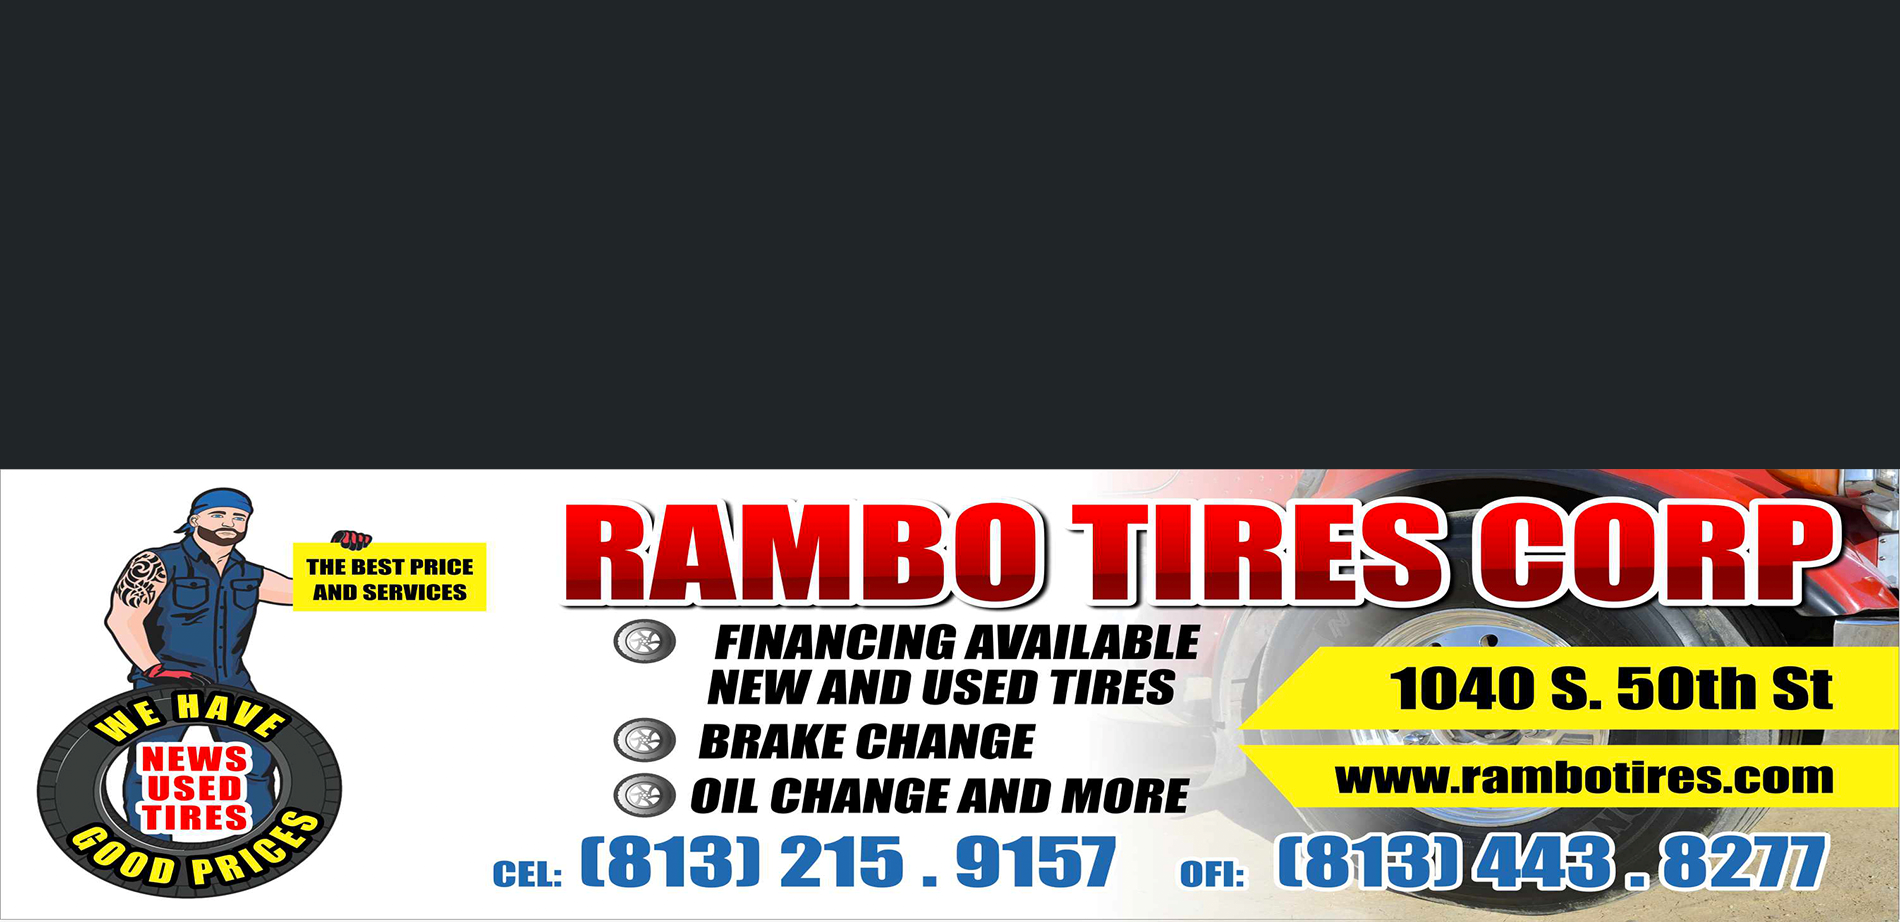 RAMBO TIRES CORP
THE BEST PRICE
AND SERVICES
WE HAVE
NEWS
USED
TIRES
GOOD PRICES
FINANCING AVAILABLE
NEW AND USED TIRES
BRAKE CHANGE
OIL CHANGE AND MORE
1040 S. 50th St
www.rambotires.com
CEL: (813) 215 . 9157
OFI: (813) 443 . 8277